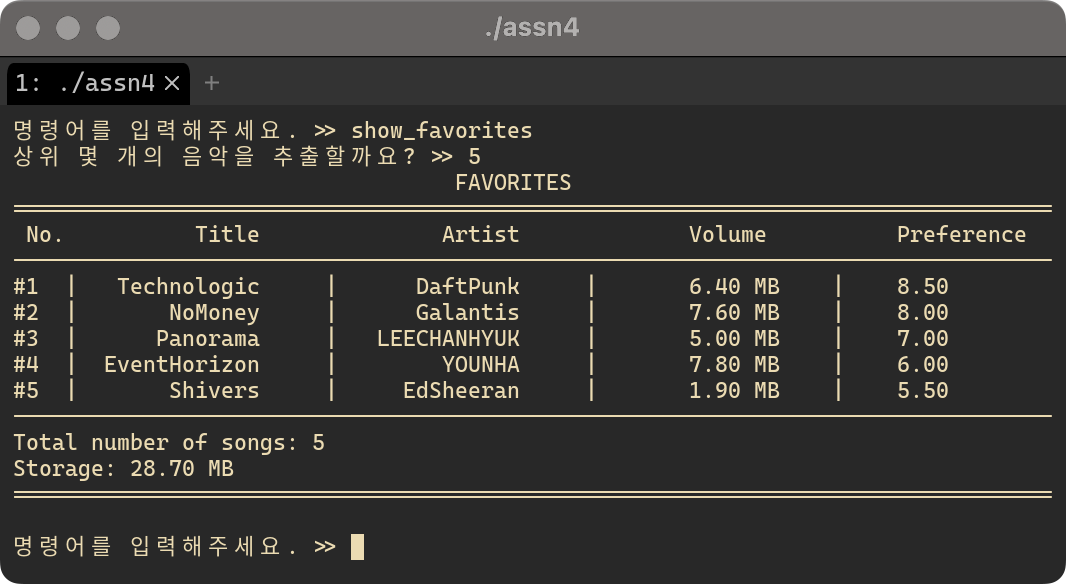 ./assn4
1: ./assn4 × +
명령어를 입력해주세요. >> show_favorites
상위 몇 개의 음악을 추출할까요? >> 5
FAVORITES
No. Title Artist Volume Preference
#1 | Technologic | DaftPunk | 6.40 MB | 8.50
#2 | NoMoney | Galantis | 7.60 MB | 8.00
#3 | Panorama | LEECHANHYUK | 5.00 MB | 7.00
#4 | EventHorizon | YOUNHA | 7.80 MB | 6.00
#5 | Shivers | EdSheeran | 1.90 MB | 5.50
Total number of songs: 5
Storage: 28.70 MB
명령어를 입력해주세요. >>